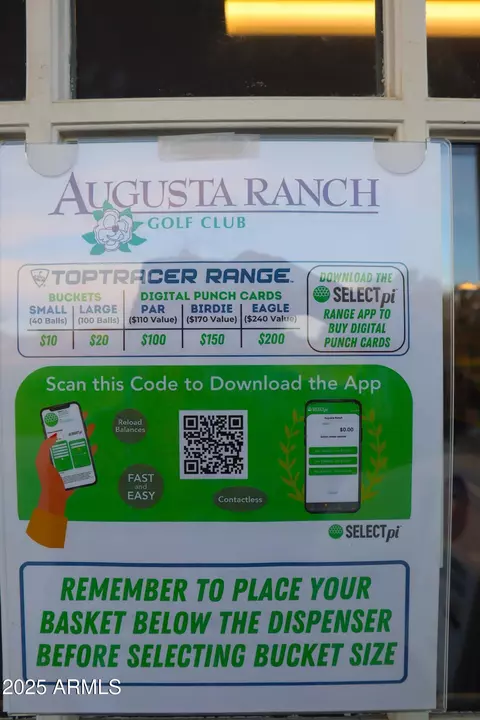 AUGUSTA RANCH
GOLF CLUB
TOPTRACER RANGE
BUCKETS
DIGITAL PUNCH CARDS
SMALL LARGE PAR BIRDIE EAGLE
(40 Balls) (100 Balls) ($110 Value) ($170 Value) ($240 Value)
$10 $20 $100 $150 $200
DOWNLOAD THE
SELECTpi
RANGE APP TO
BUY DIGITAL
PUNCH CARDS
Scan this Code to Download the App
Reload
Balances
FAST
and
EASY
Contactless
$0.00
SELECTpi
REMEMBER TO PLACE YOUR
BASKET BELOW THE DISPENSER
BEFORE SELECTING BUCKET SIZE
2025 ARMLS